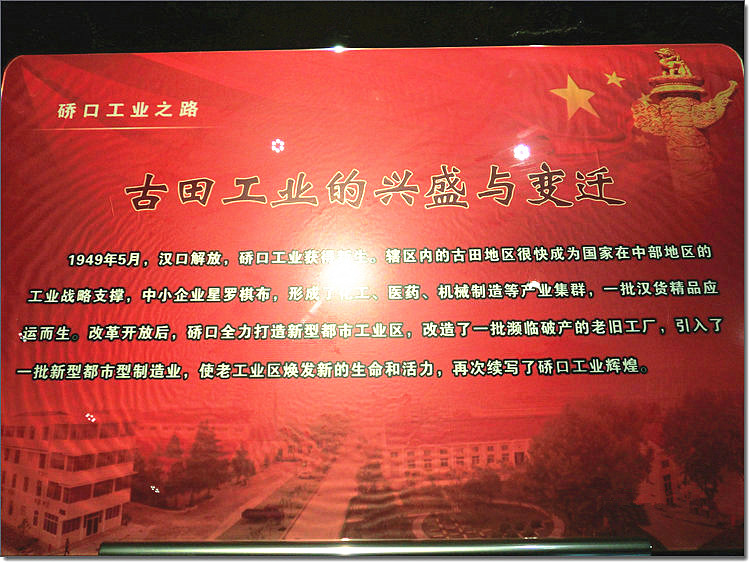 硚口工业之路
古田工业的兴盛与变迁
1949年5月，汉口解放，硚口工业获得新生。辖区内的古田地区很快成为国家在中部地区的
工业战略支撑，中小企业星罗棋布，形成了化工、医药、机械制造等产业集群，一批汉货精品应
运而生。改革开放后，硚口全力打造新型都市工业区，改造了一批濒临破产的老旧工厂，引入了
一批新型都市型制造业，使老工业区焕发新的生命和活力，再次续写了硚口工业辉煌。